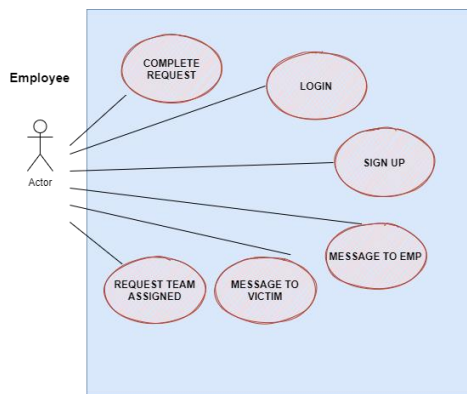 COMPLETE
REQUEST
Employee
LOGIN
SIGN UP
Actor
MESSAGE TO EMP
REQUEST TEAM
ASSIGNED
MESSAGE TO
VICTIM